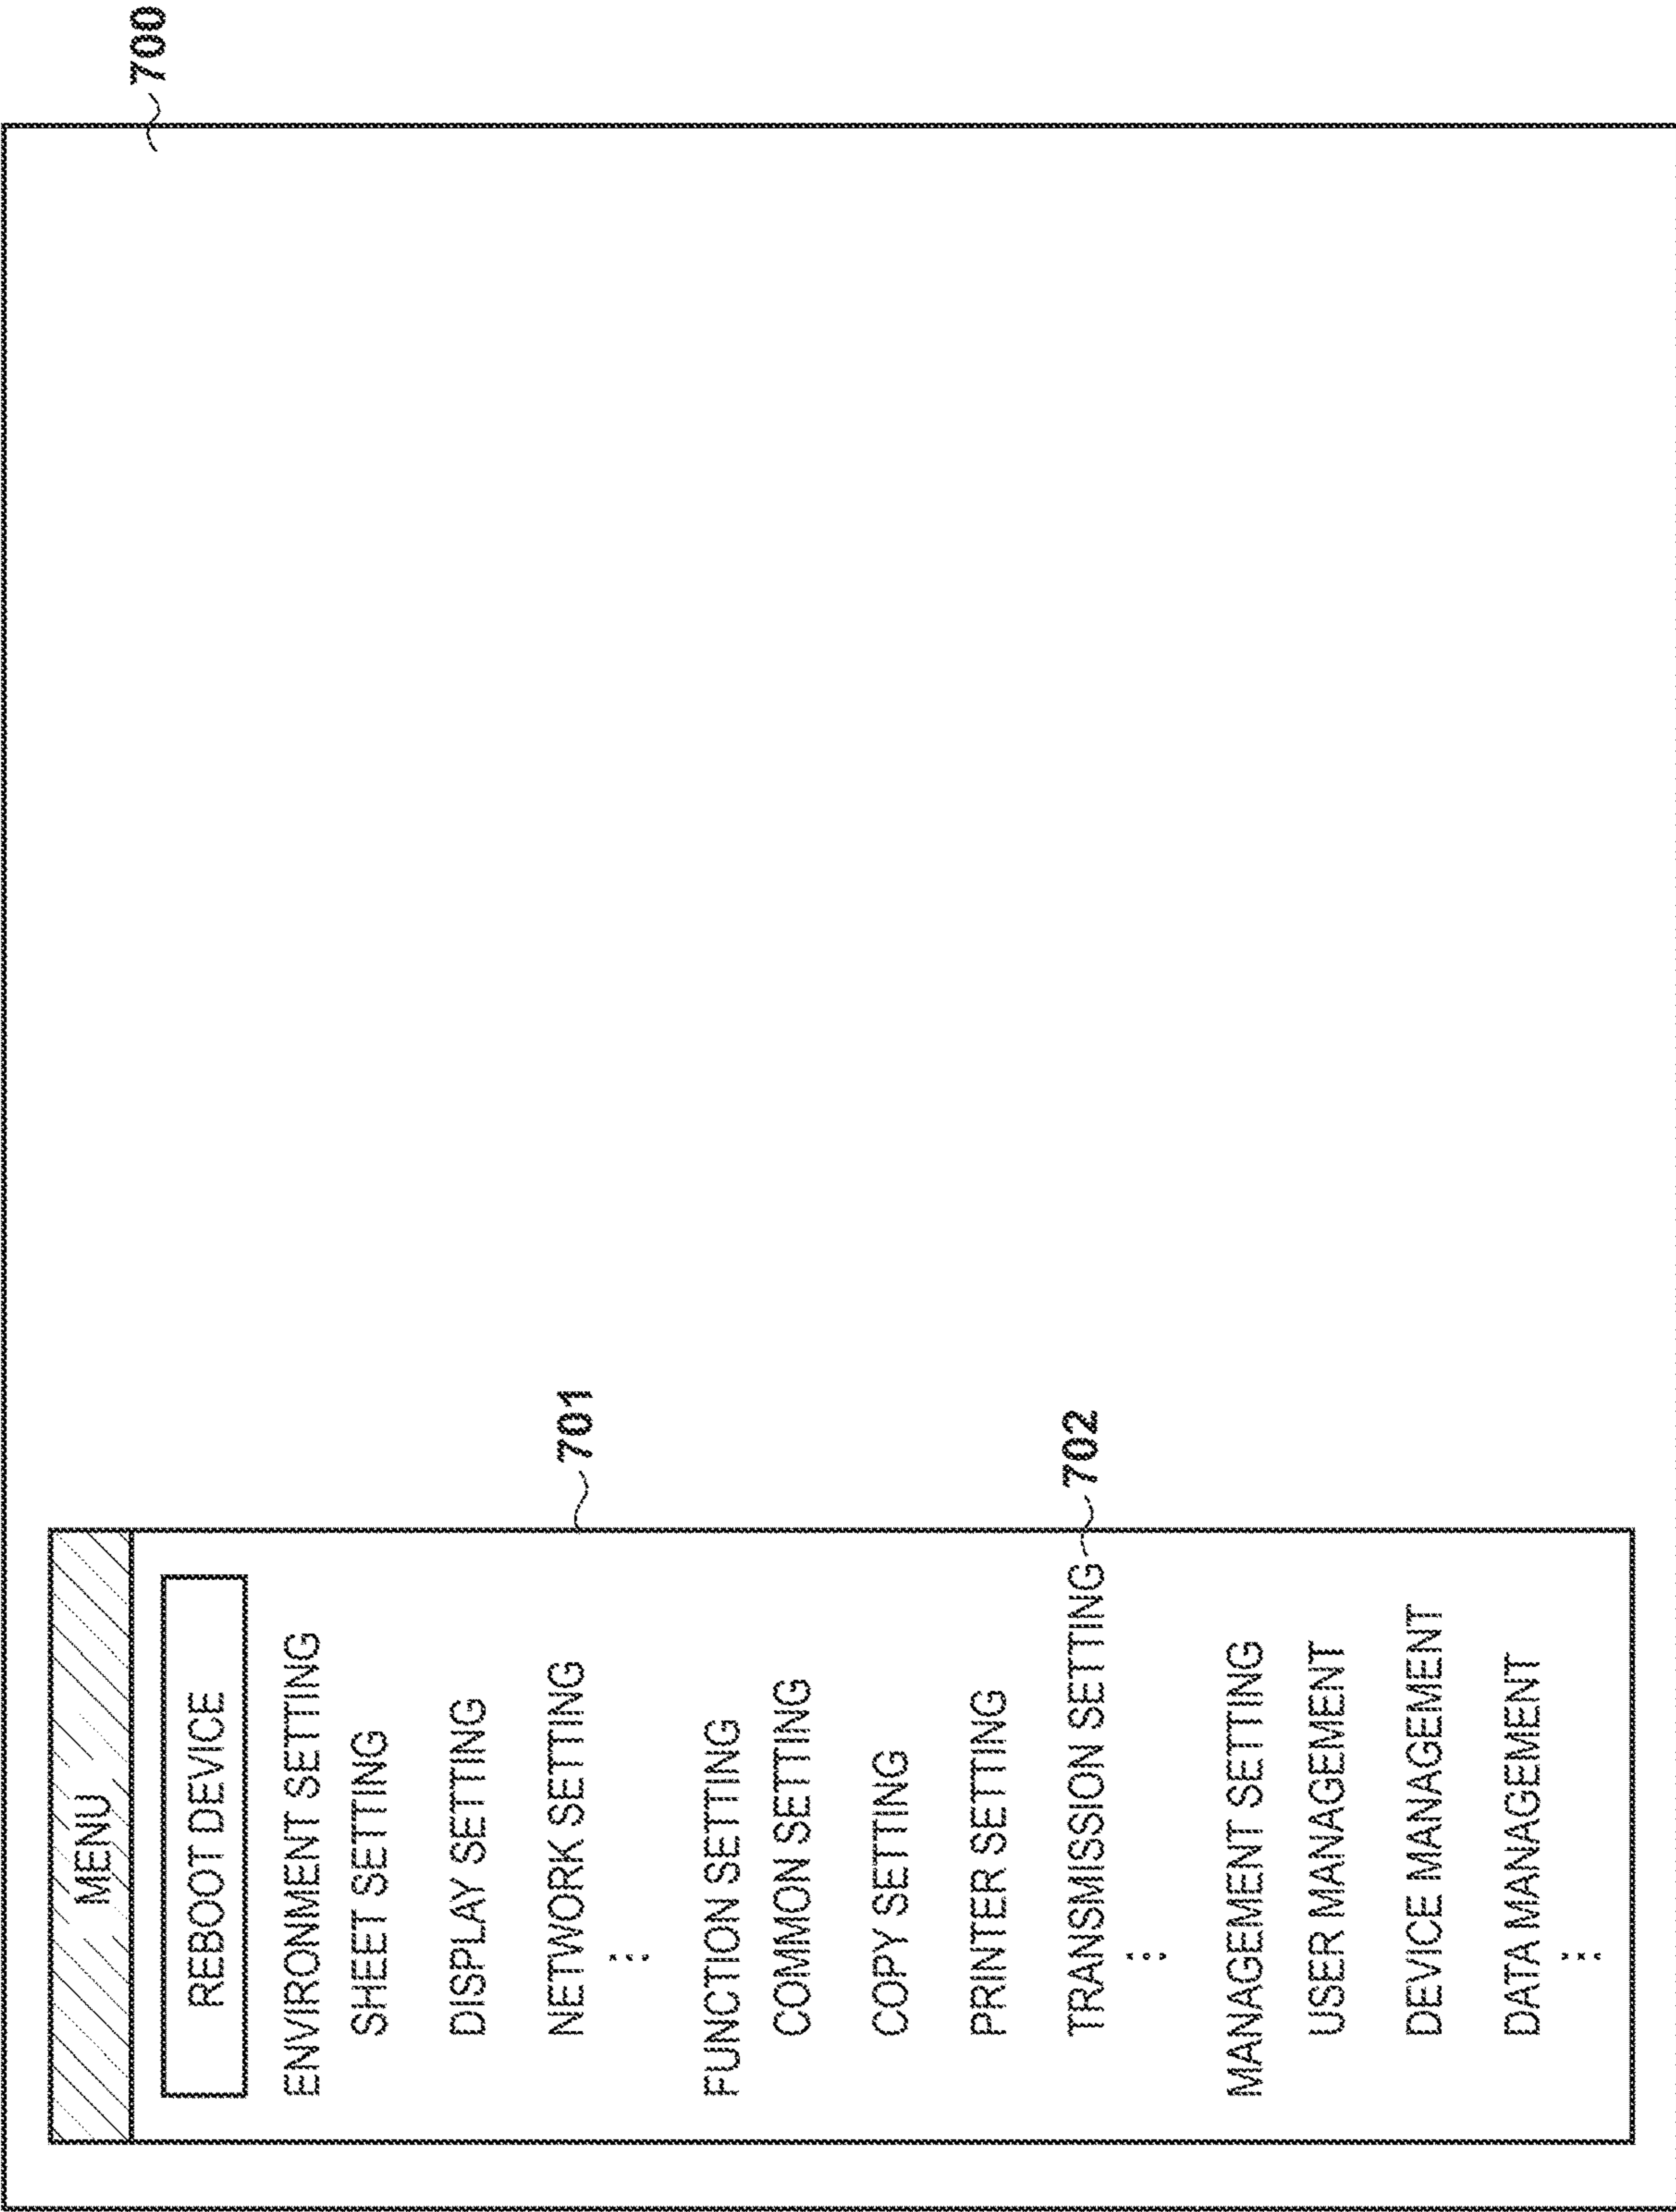 700
MENU
REBOOT DEVICE
ENVIRONMENT SETTING
SHEET SETTING
DISPLAY SETTING
NETWORK SETTING
701
FUNCTION SETTING
COMMON SETTING
COPY SETTING
PRINTER SETTING
TRANSMISSION SETTING
702
MANAGEMENT SETTING
USER MANAGEMENT
DEVICE MANAGEMENT
DATA MANAGEMENT